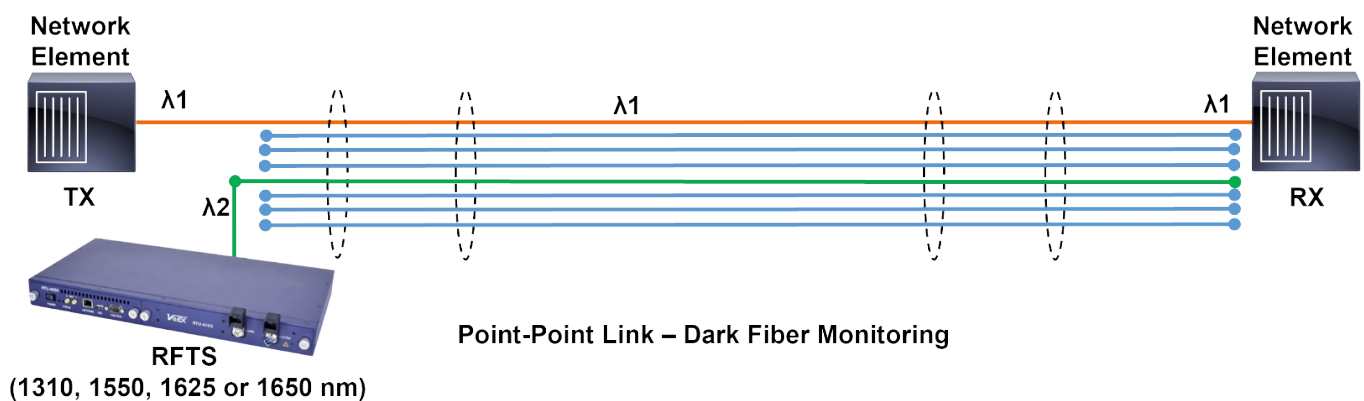 Network
Element
Network
Element
λ1
λ1
λ1
TX
RX
λ2
VeEX
RFTS
(1310, 1550, 1625 or 1650 nm)
Point-Point Link – Dark Fiber Monitoring